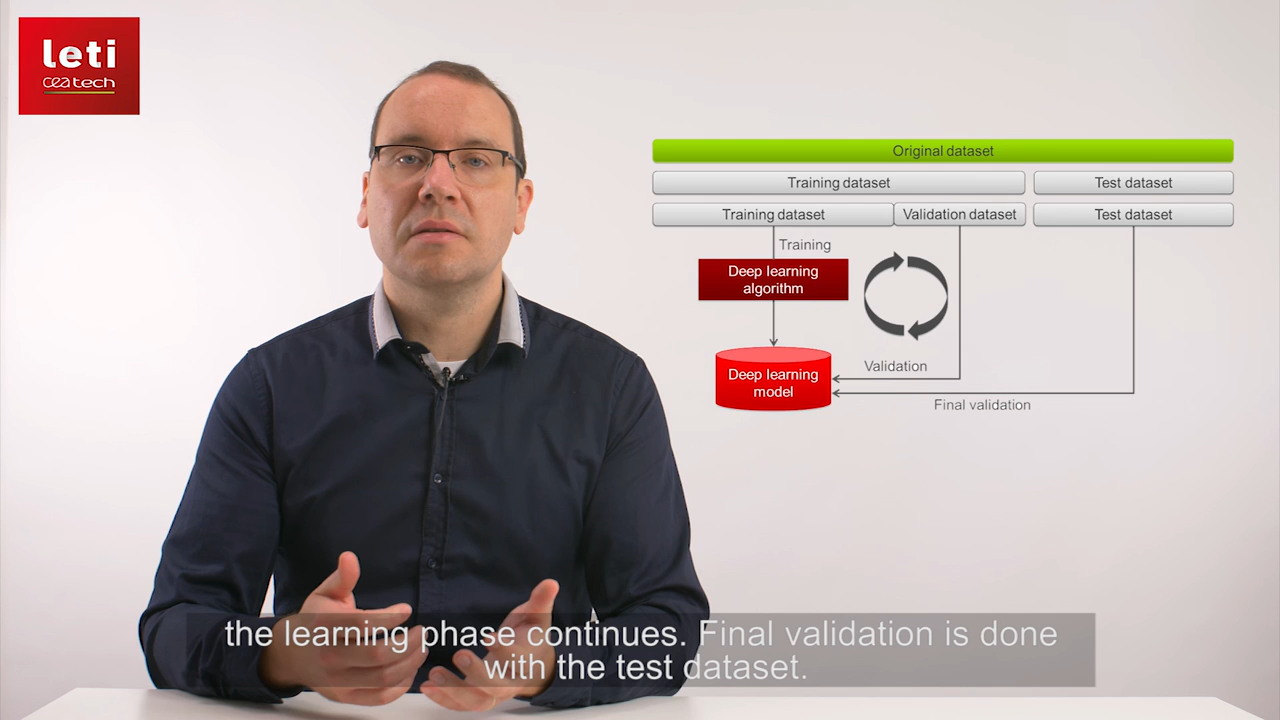 leti
ceatech
Original dataset
Training dataset
Test dataset
Training dataset
Validation dataset
Test dataset
Training
Deep learning
algorithm
Deep learning
model
Validation
Final validation
the learning phase continues. Final validation is done
with the test dataset.